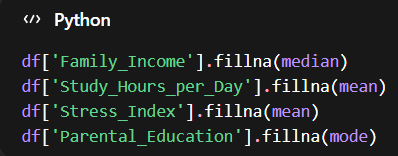 </> Python
df['Family_Income'].fillna(median)
df['Study_Hours_per_Day'].fillna(mean)
df['Stress_Index'].fillna(mean)
df['Parental_Education'].fillna(mode)